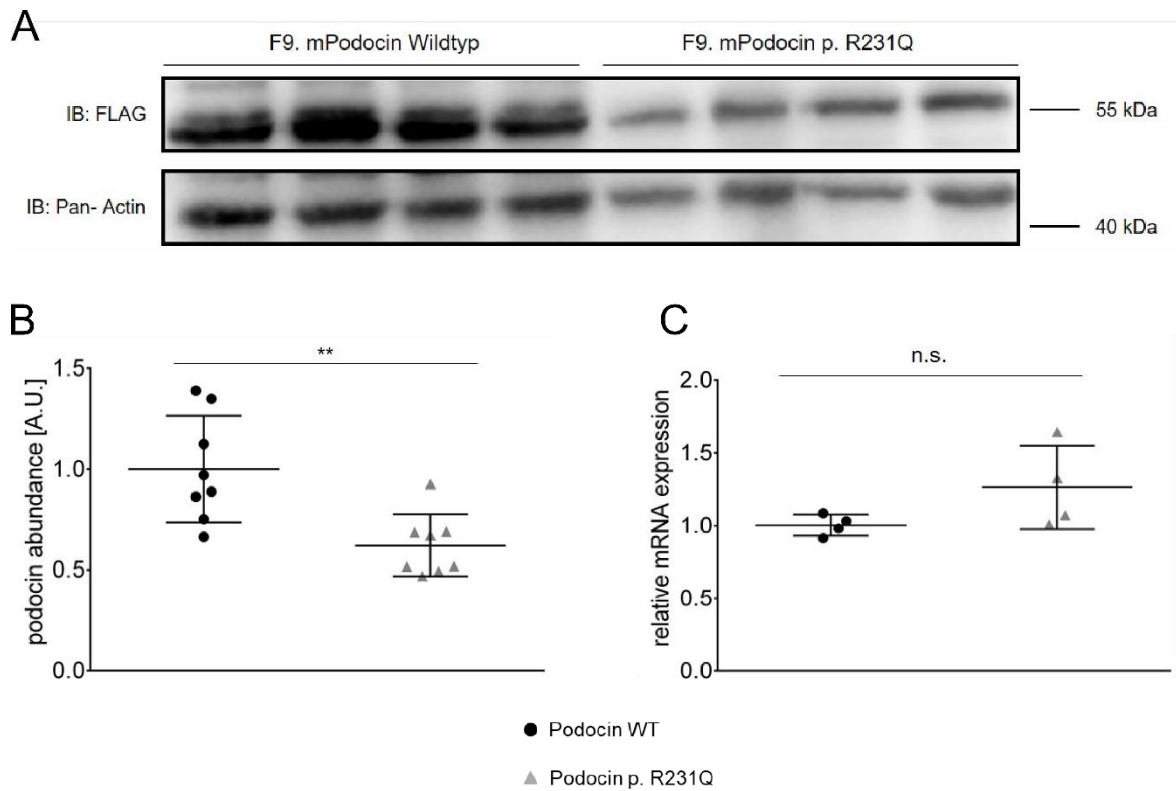 A
F9. mPodocin Wildtyp
F9. mPodocin p. R231Q
IB: FLAG
55 kDa
IB: Pan- Actin
40 kDa
B
**
podocin abundance [A.U.]
1.5
1.0
0.5
0.0
C
n.s.
relative mRNA expression
2.0
1.5
1.0
0.5
0.0
Podocin WT
Podocin p. R231Q